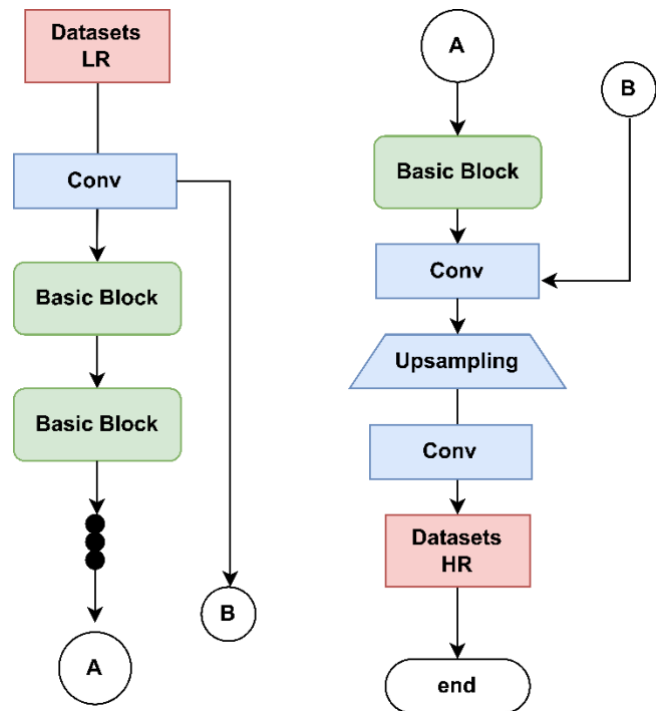 Datasets
LR
Conv
Basic Block
Basic Block
A
B
A
B
Basic Block
Conv
Upsampling
Conv
Datasets
HR
end